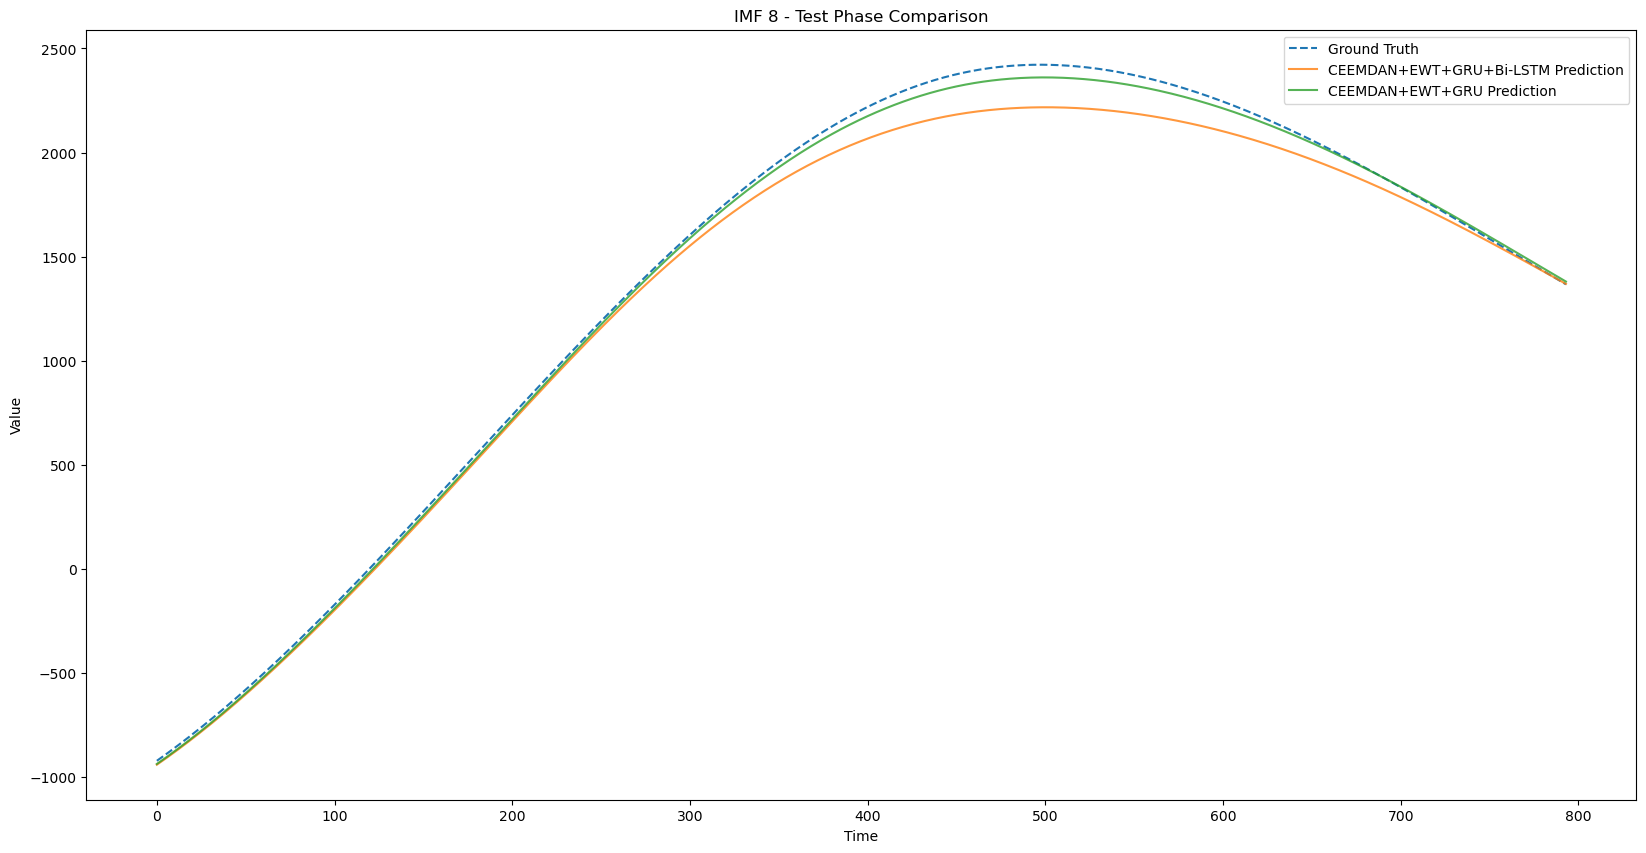 IMF 8 - Test Phase Comparison
Ground Truth
CEEMDAN+EWT+GRU+Bi-LSTM Prediction
CEEMDAN+EWT+GRU Prediction
2500
2000
1500
1000
500
0
−500
−1000
Value
0 100 200 300 400 500 600 700 800
Time